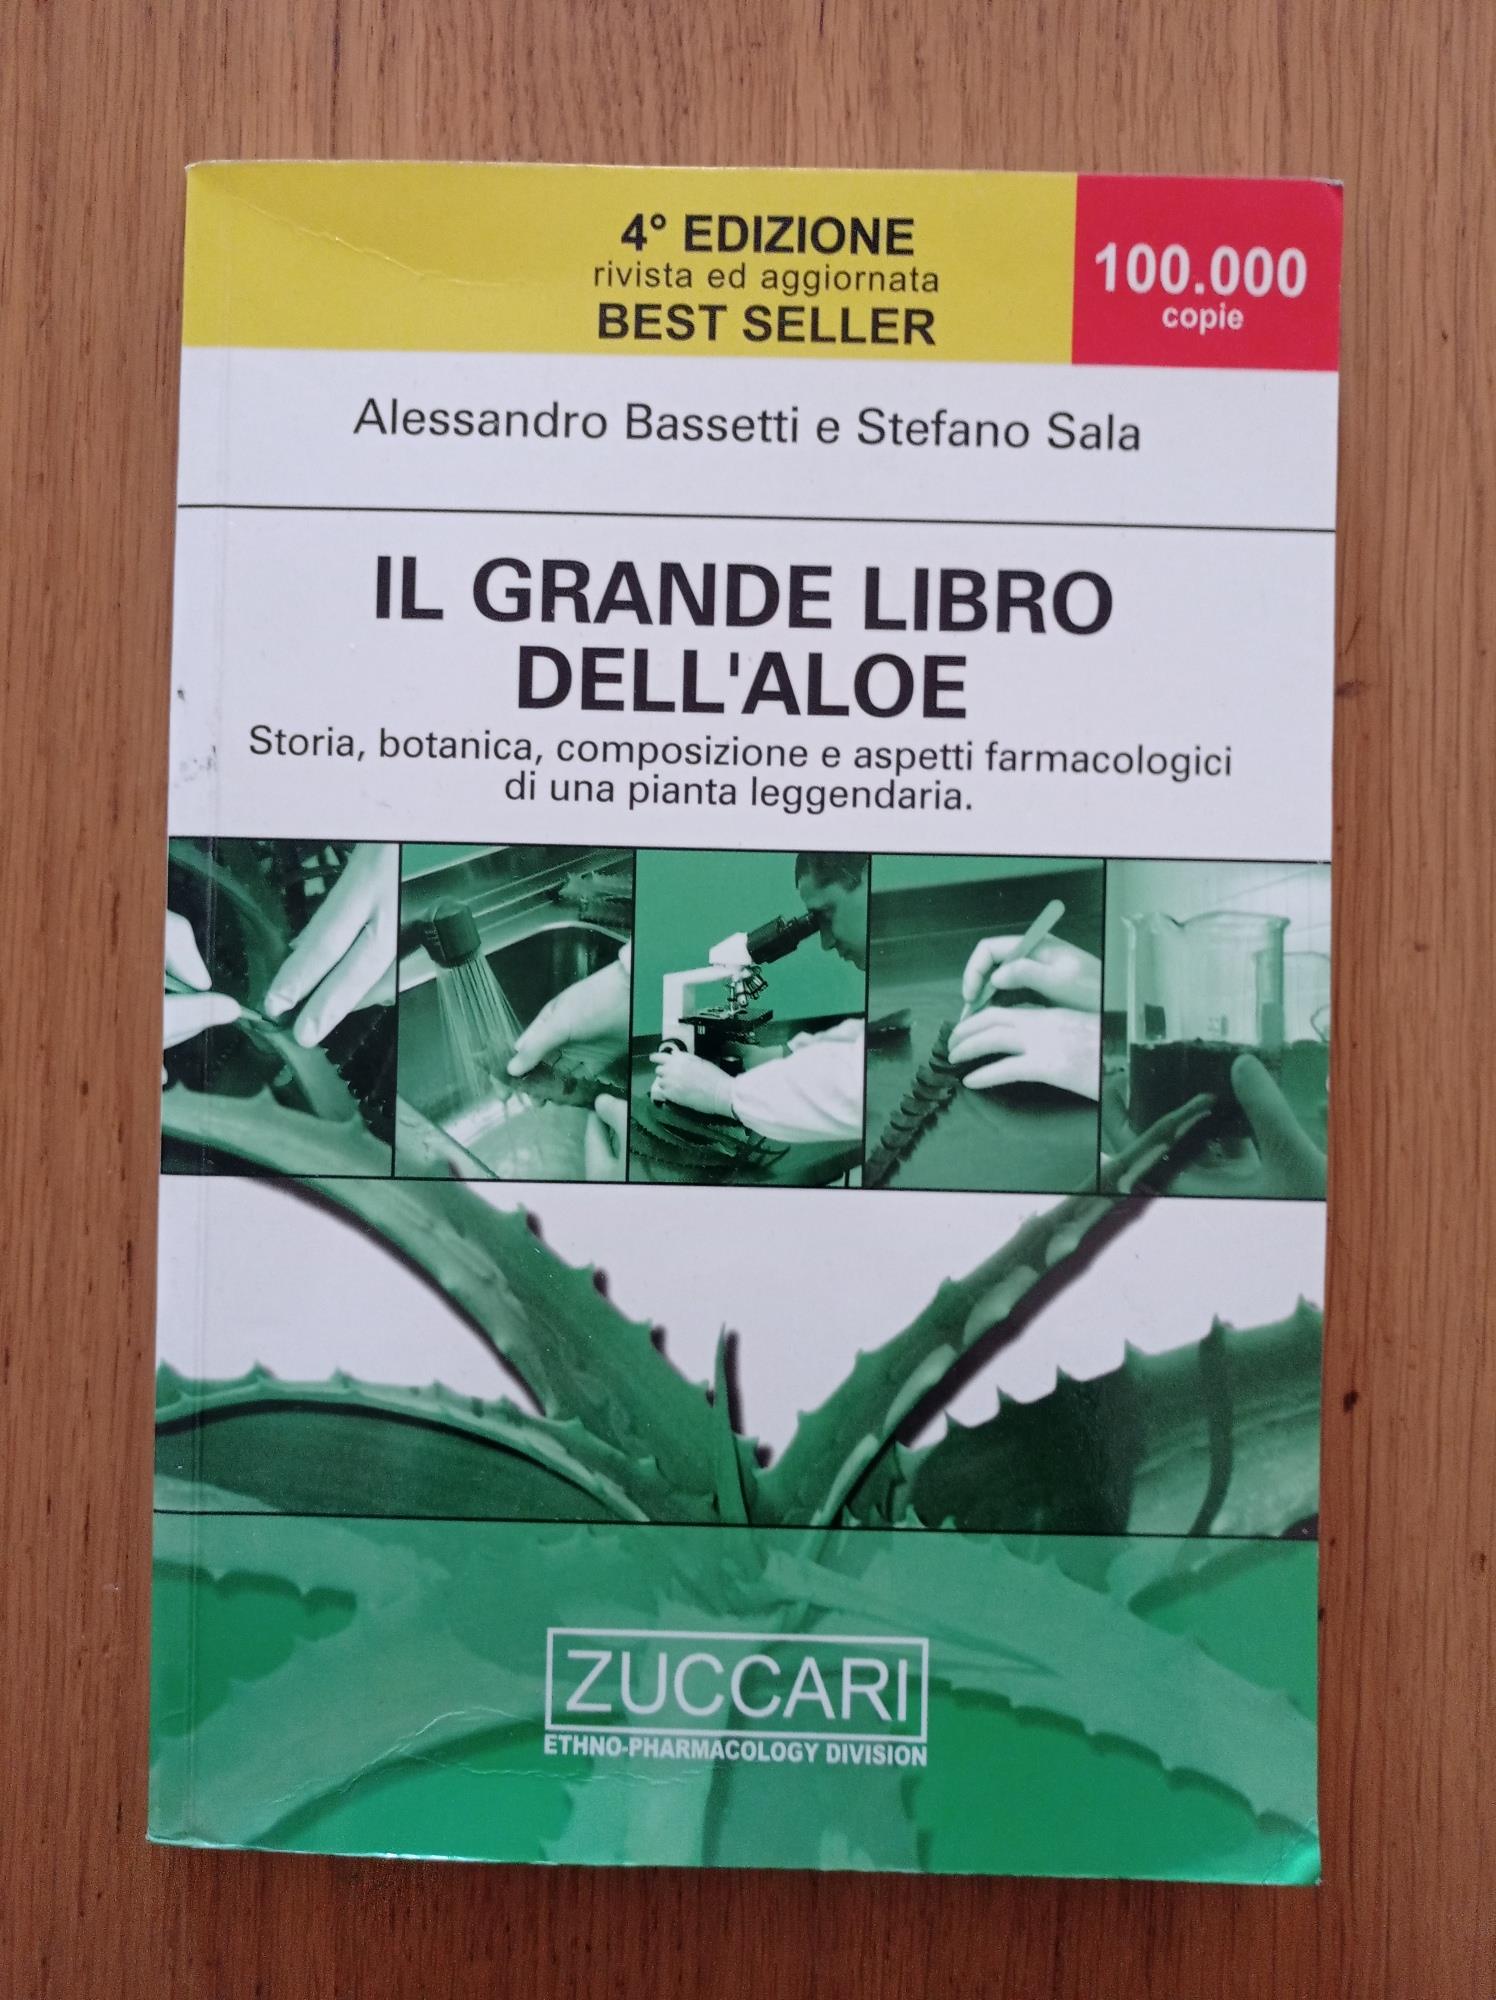 4° EDIZIONE
rivista ed aggiornata
BEST SELLER
100.000
copie
Alessandro Bassetti e Stefano Sala
IL GRANDE LIBRO
DELL'ALOE
Storia, botanica, composizione e aspetti farmacologici
di una pianta leggendaria.
ZUCCARI
ETHNO-PHARMACOLOGY DIVISION